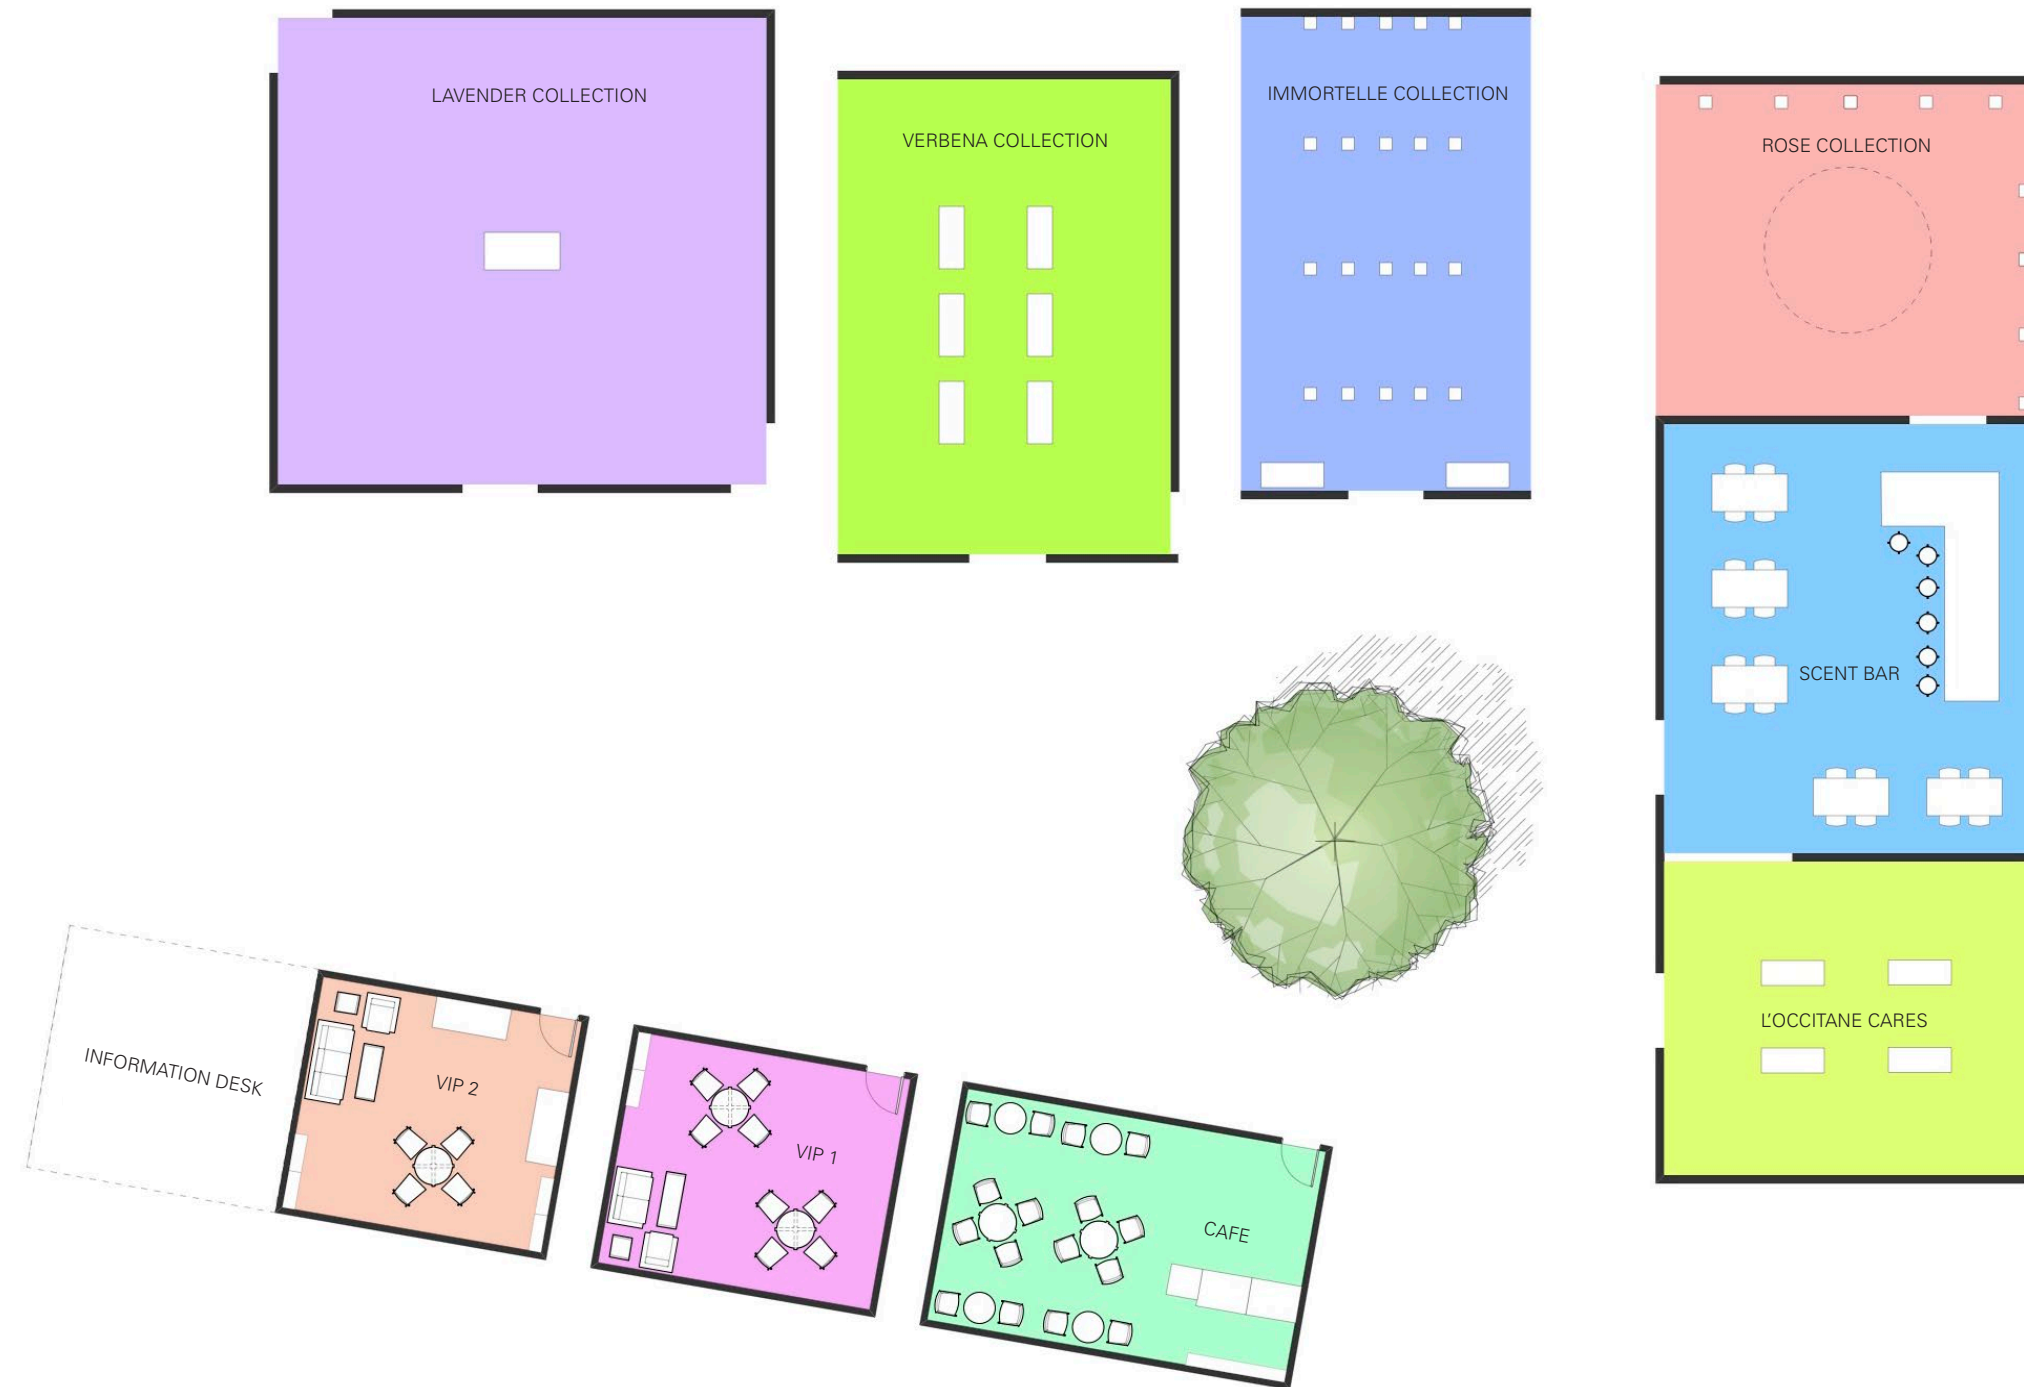 LAVENDER COLLECTION
VERBENA COLLECTION
IMMORTELLE COLLECTION
ROSE COLLECTION
SCENT BAR
L'OCCITANE CARES
INFORMATION DESK
VIP 2
VIP 1
CAFE